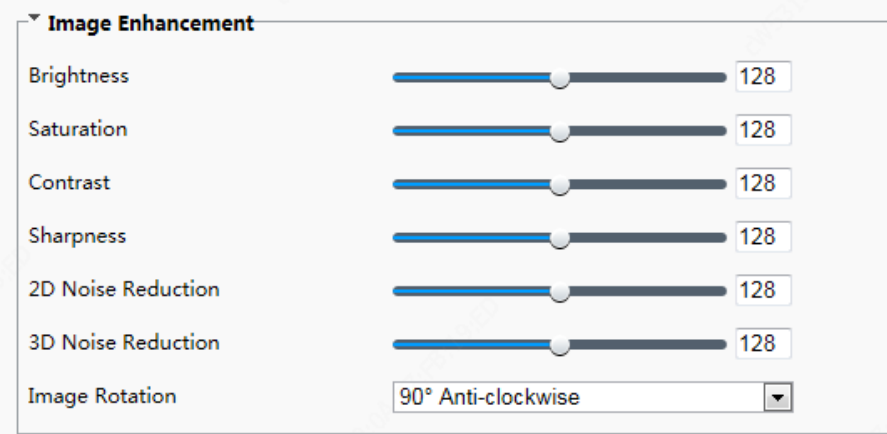 Image Enhancement
Brightness 128
Saturation 128
Contrast 128
Sharpness 128
2D Noise Reduction 128
3D Noise Reduction 128
Image Rotation 90° Anti-clockwise